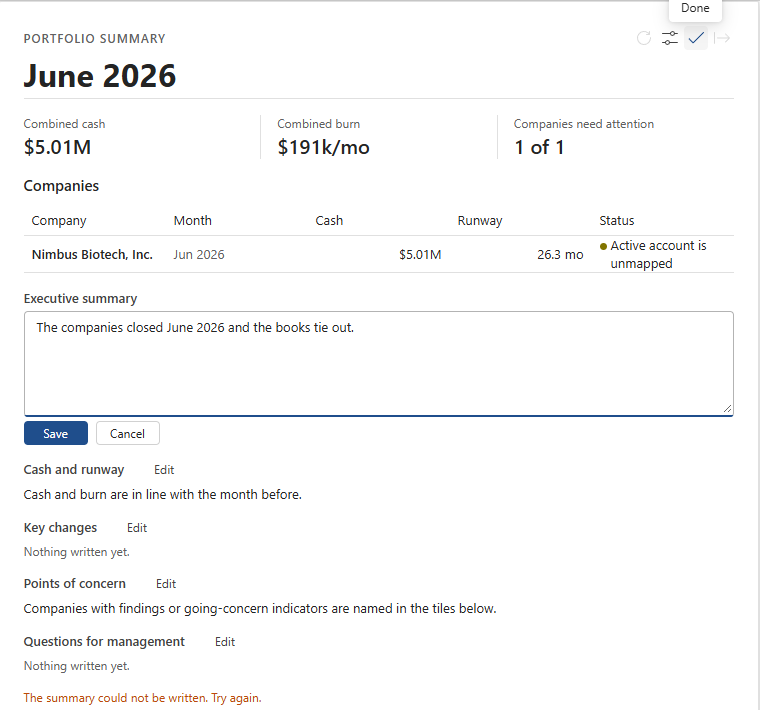 Done
PORTFOLIO SUMMARY
June 2026
Combined cash
$5.01M
Combined burn
$191k/mo
Companies need attention
1 of 1
Companies
Company Month Cash Runway Status
Nimbus Biotech, Inc. Jun 2026 $5.01M 26.3 mo Active account is
unmapped
Executive summary
The companies closed June 2026 and the books tie out.
Save Cancel
Cash and runway Edit
Cash and burn are in line with the month before.
Key changes Edit
Nothing written yet.
Points of concern Edit
Companies with findings or going-concern indicators are named in the tiles below.
Questions for management Edit
Nothing written yet.
The summary could not be written. Try again.